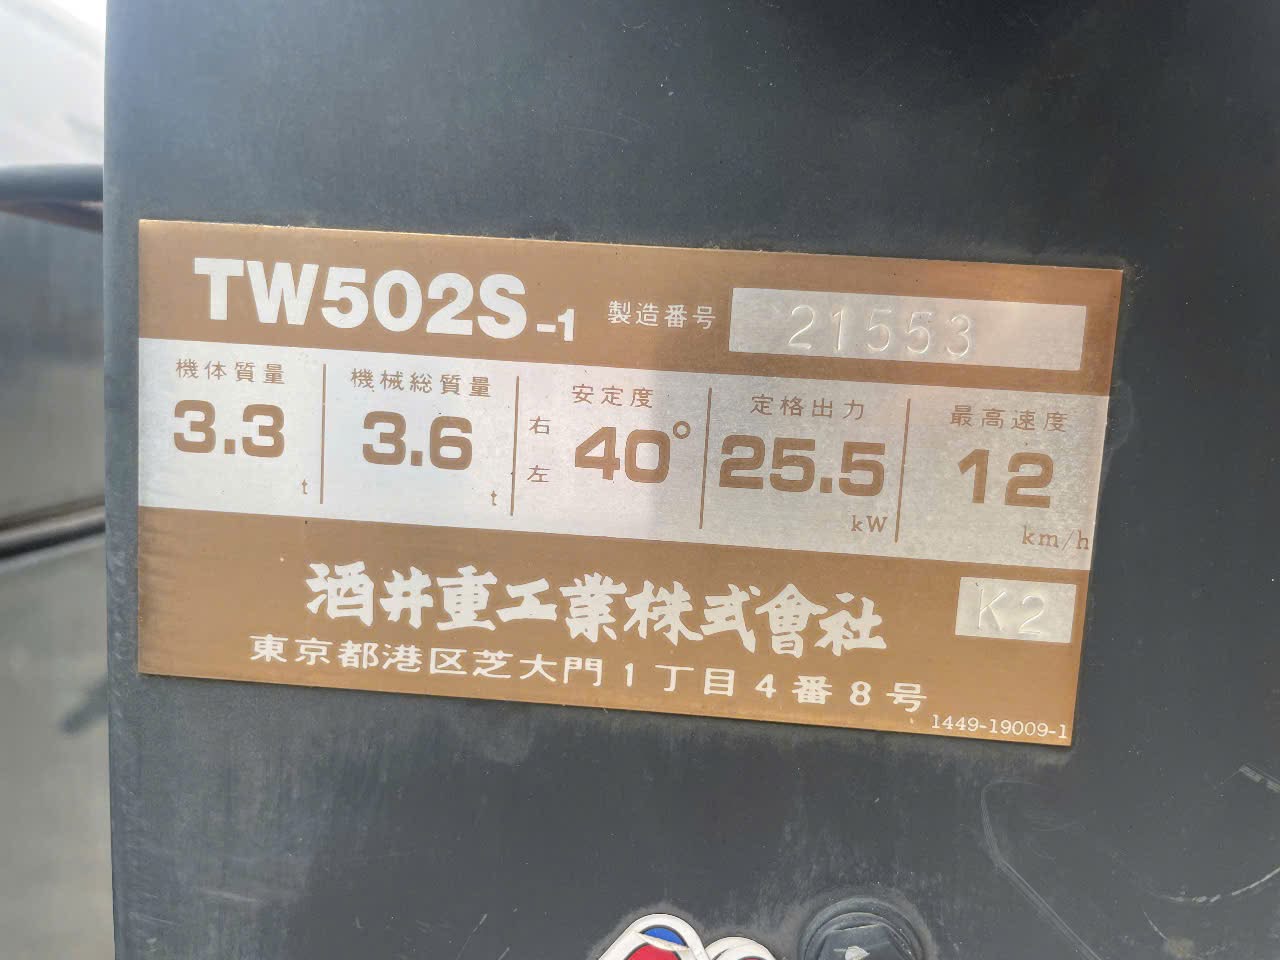 TW502S-1 製造番号 21553
機体質量 機械総質量 安定度 定格出力 最高速度
3.3 t 3.6 t 右 左 40° 25.5 kW 12 km/h
酒井重工業株式會社 K2
東京都港区芝大門1丁目4番8号
1449-19009-1